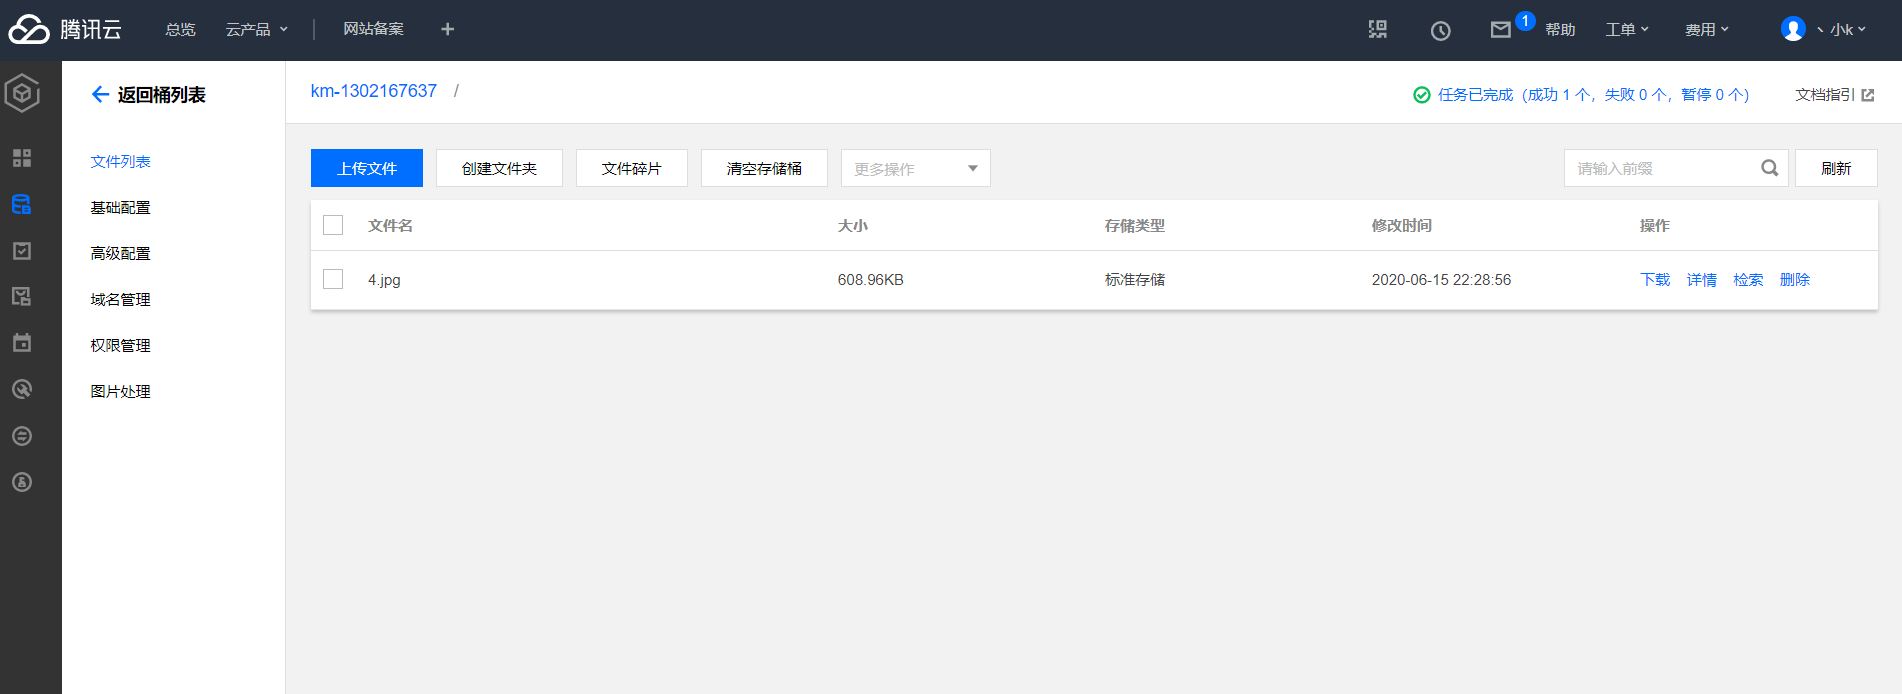 腾讯云 总览 云产品 网站备案 + 1 帮助 工单 费用 丶小k
返回桶列表
km-1302167637 /
任务已完成（成功 1 个，失败 0 个，暂停 0 个） 文档指引
文件列表
基础配置
高级配置
域名管理
权限管理
图片处理
上传文件 创建文件夹 文件碎片 清空存储桶 更多操作 请输入前缀 刷新
文件名 大小 存储类型 修改时间 操作
4.jpg 608.96KB 标准存储 2020-06-15 22:28:56 下载 详情 检索 删除